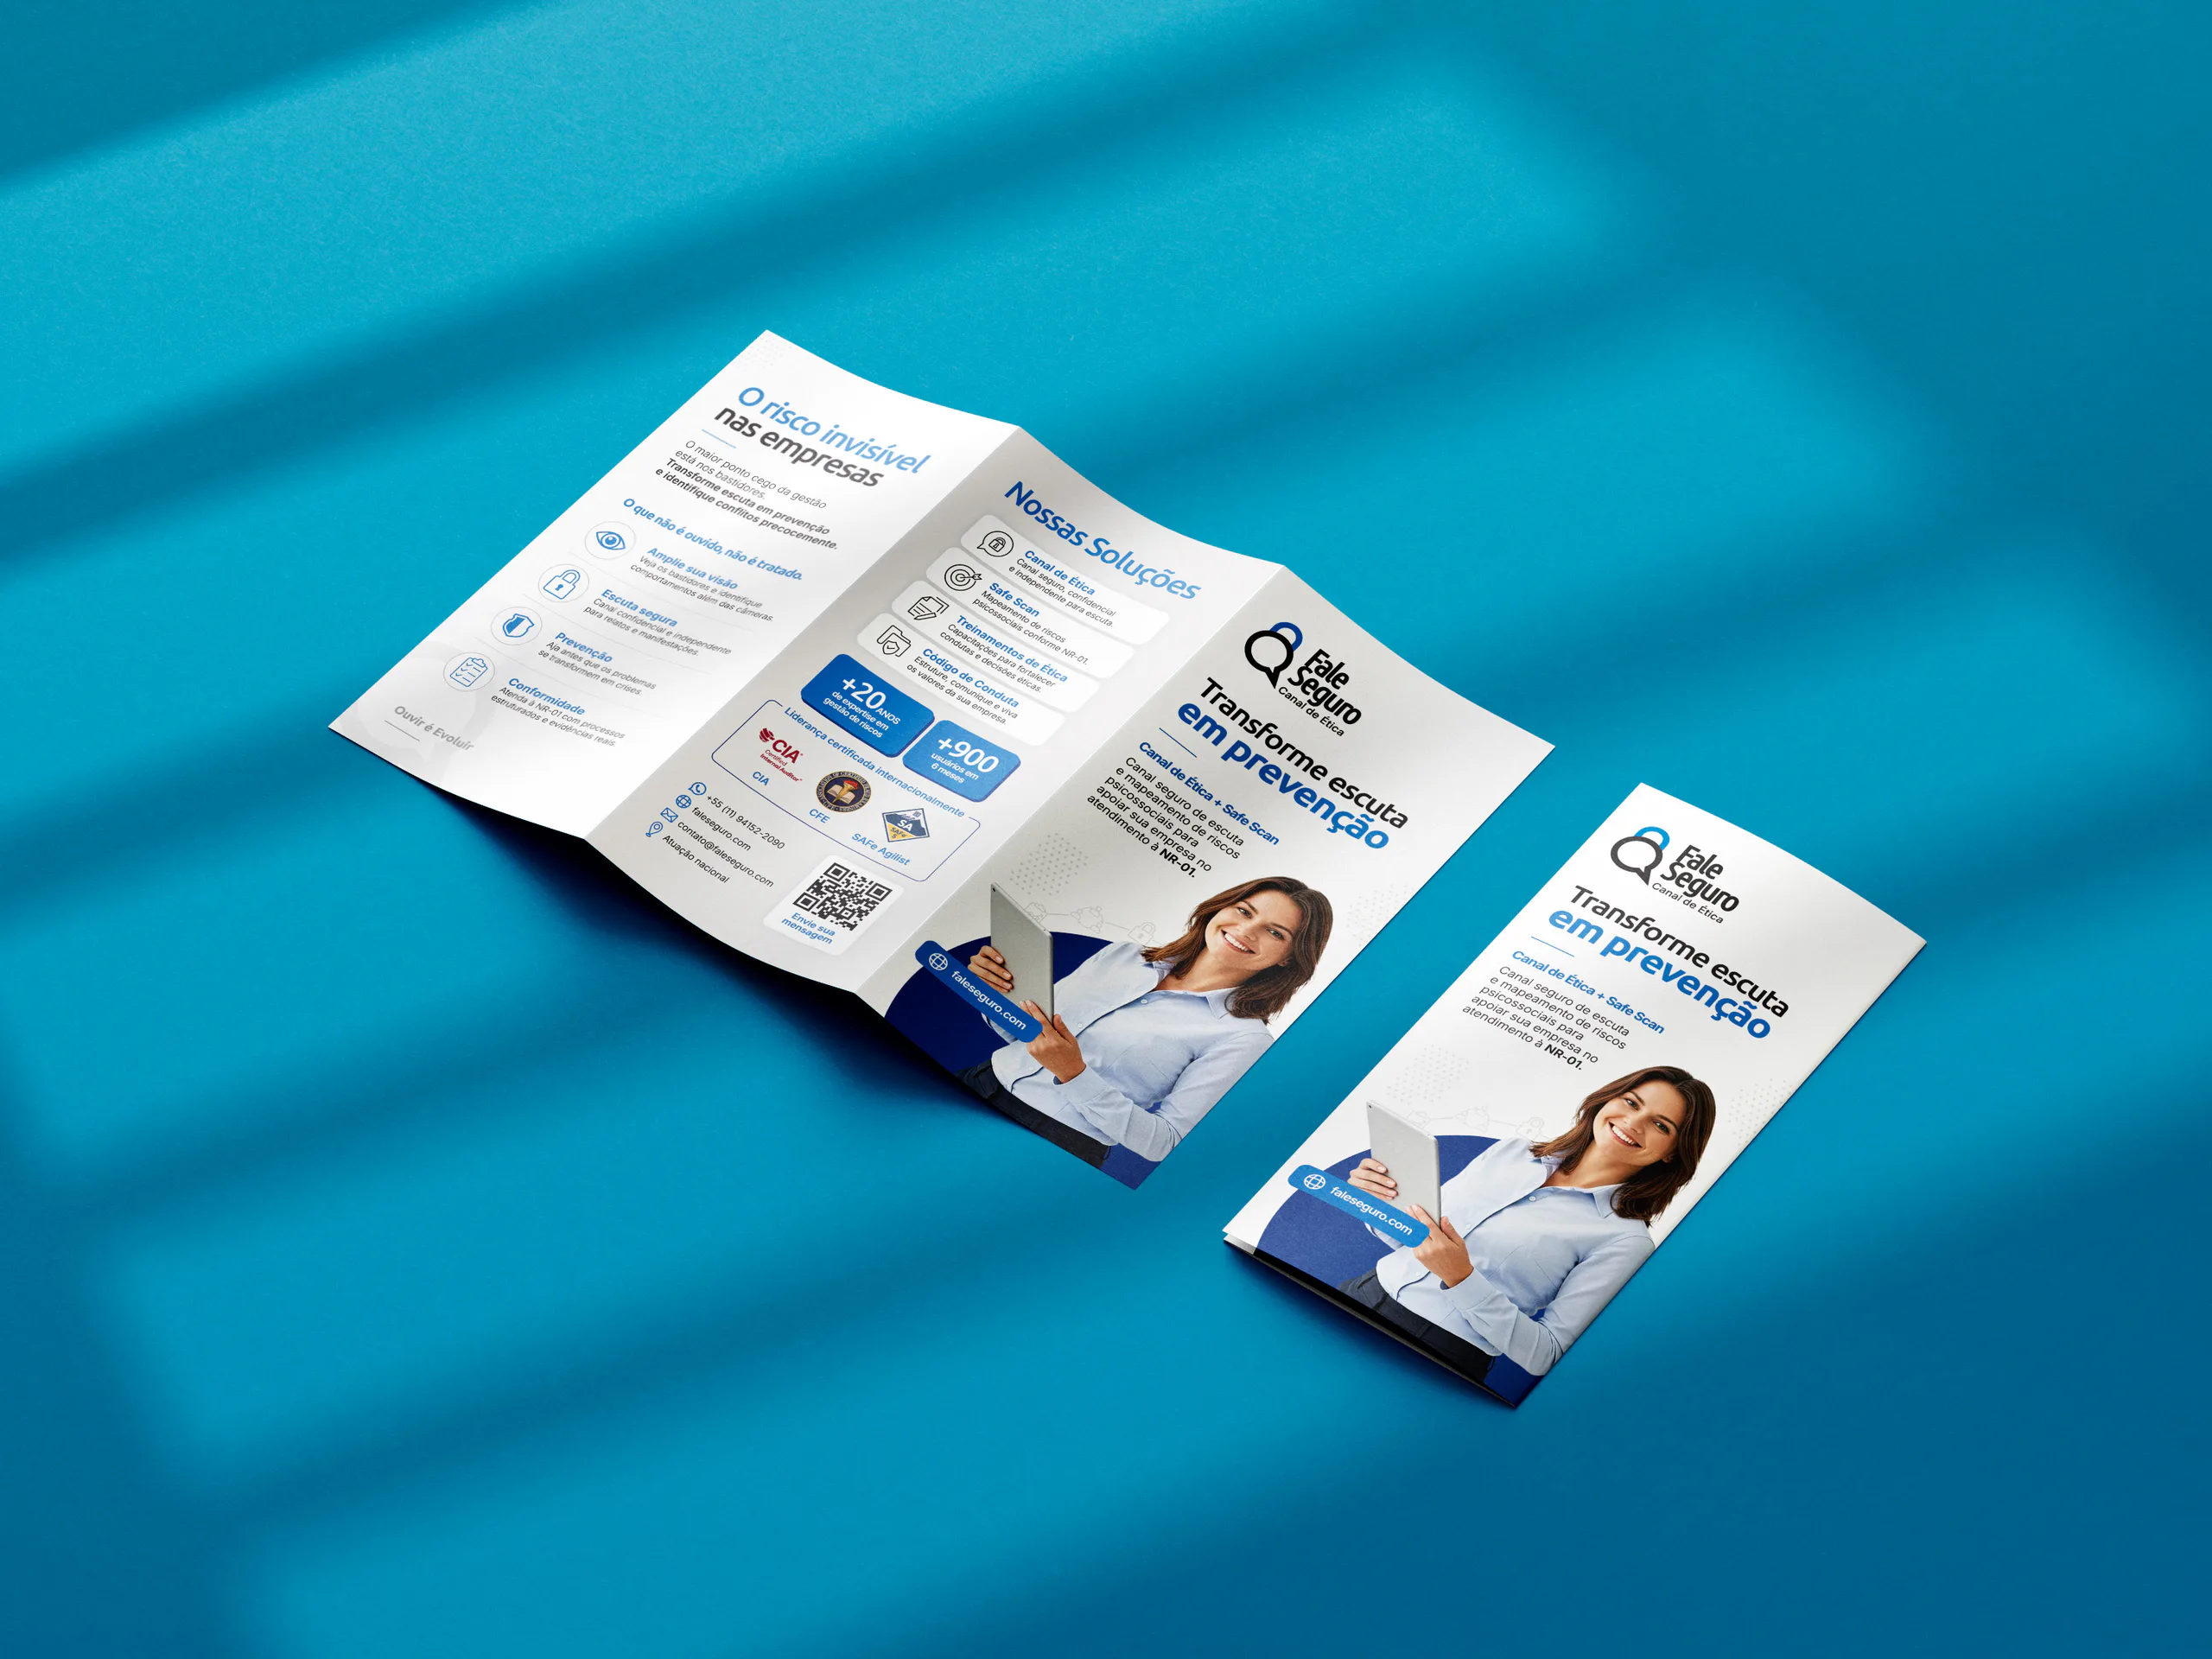 O risco invisível
nas empresas
O maior ponto cego da gestão
está nos bastidores.
Transforme escuta em prevenção
e identifique conflitos precocemente.
O que não é ouvido, não é tratado.
Amplie sua visão
Veja os bastidores e identifique
comportamentos além das câmeras.
Escuta segura
Canal confidencial e independente
para relatos e manifestações.
Prevenção
Aja antes que os problemas
se transformem em crises.
Conformidade
Atenda à NR-01 com processos
estruturados e evidências reais.
Ouvir é Evoluir
Nossas Soluções
Canal de Ética
Canal seguro, confidencial
e independente para escuta.
Safe Scan
Mapeamento de riscos
psicossociais conforme NR-01.
Treinamentos de Ética
Capacitações para fortalecer
condutas e decisões éticas.
Código de Conduta
Estruture, comunique e viva
os valores da sua empresa.
+20 ANOS
de expertise em
gestão de riscos
+900
usuários em
6 meses
Liderança certificada internacionalmente
CIA
Certified
Internal Auditor
CIA
CFE
SA
SAFe
SAFe Agilist
+55 (11) 94152-2090
faleseguro.com
contato@faleseguro.com
Atuação nacional
Envie sua
mensagem
Fale
Seguro
Canal de Ética
Transforme escuta
em prevenção
Canal de Ética + Safe Scan
Canal seguro de escuta
e mapeamento de riscos
psicossociais para
apoiar sua empresa no
atendimento à NR-01.
faleseguro.com
Fale
Seguro
Canal de Ética
Transforme escuta
em prevenção
Canal de Ética + Safe Scan
Canal seguro de escuta
e mapeamento de riscos
psicossociais para
apoiar sua empresa no
atendimento à NR-01.
faleseguro.com